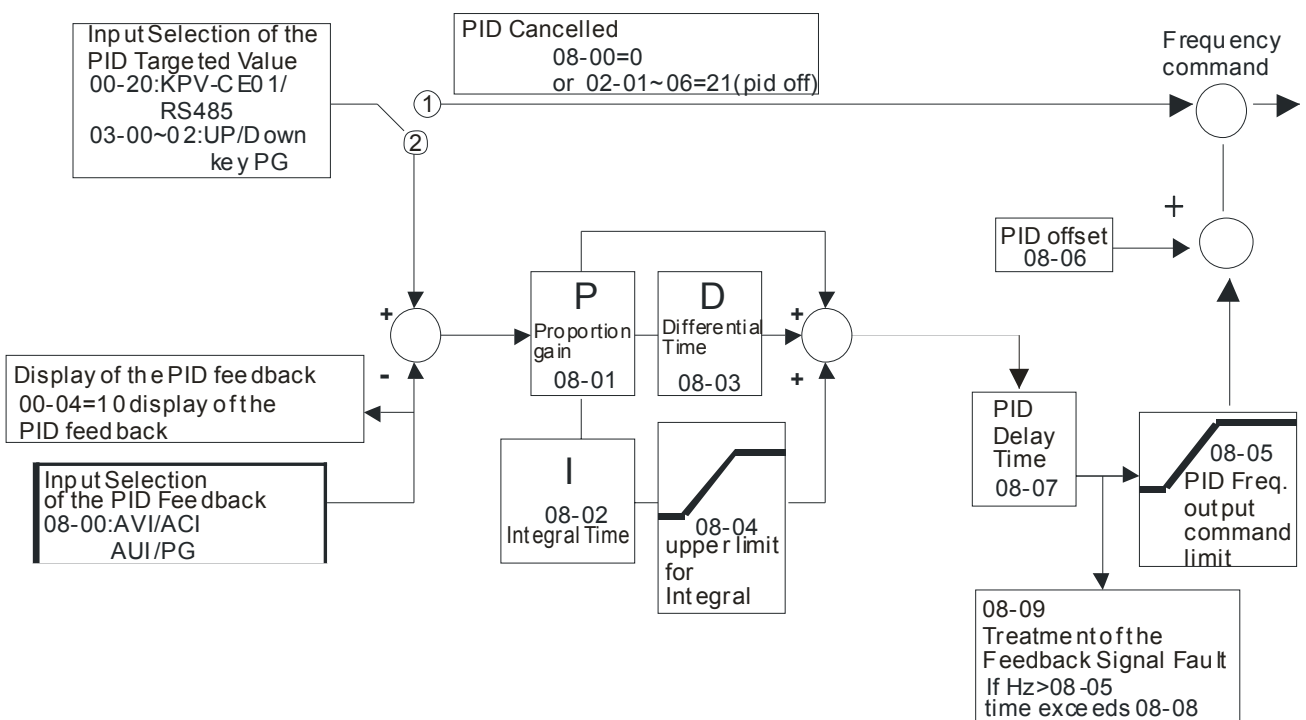 Input Selection of the
PID Targeted Value
00-20:KPV-CE01/
RS485
03-00~02:UP/Down
key PG
PID Cancelled
08-00=0
or 02-01~06=21(pid off)
Frequency
command
1
2
+
PID offset
08-06
+
-
P
Proportion
gain
08-01
D
Differential
Time
08-03
+
+
Display of the PID feedback
00-04=10 display of the
PID feedback
Input Selection
of the PID Feedback
08-00:AVI/ACI
AUI/PG
I
08-02
Integral Time
08-04
upper limit
for
Integral
PID
Delay
Time
08-07
08-05
PID Freq.
output
command
limit
08-09
Treatment of the
Feedback Signal Fault
If Hz>08-05
time exceeds 08-08